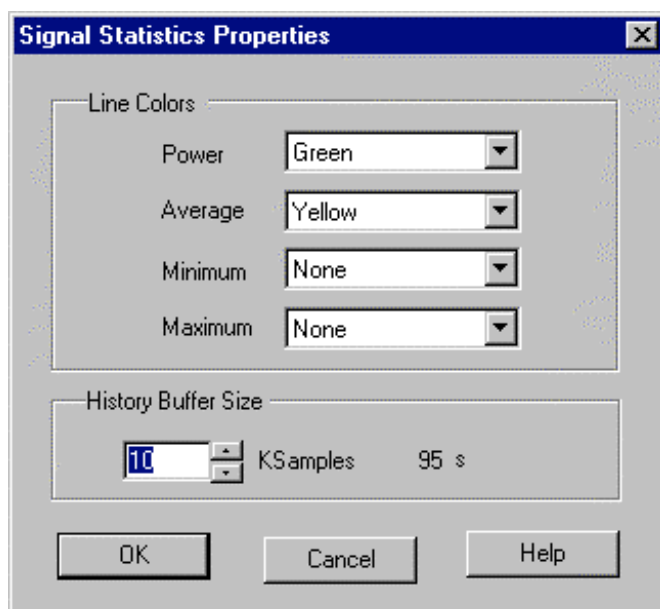 Signal Statistics Properties
Line Colors
Power Green
Average Yellow
Minimum None
Maximum None
History Buffer Size
10 KSamples 95 s
OK Cancel Help